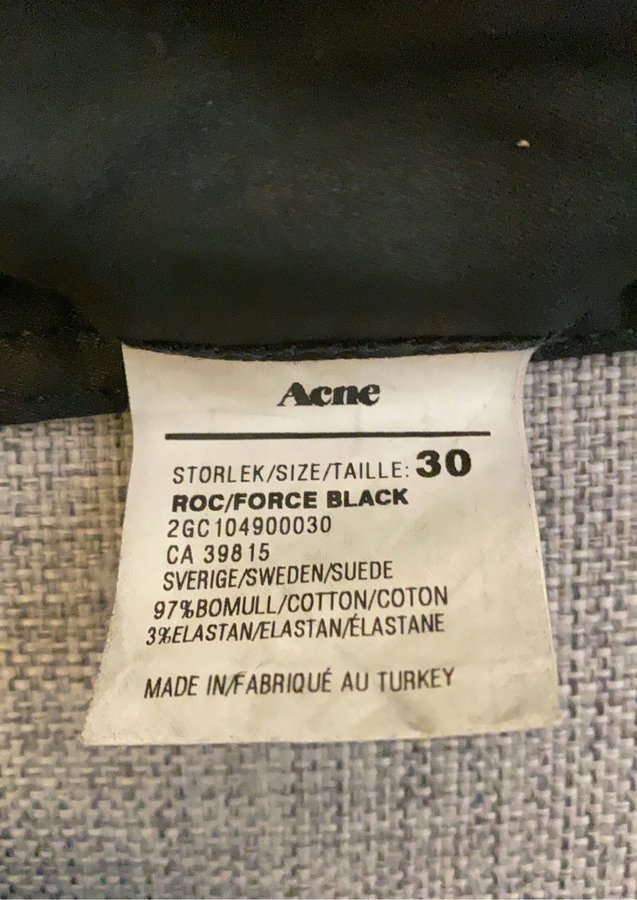 Acne
STORLEK/SIZE/TAILLE: 30
ROC/FORCE BLACK
2GC104900030
CA 39815
SVERIGE/SWEDEN/SUEDE
97%BOMULL/COTTON/COTON
3%ELASTAN/ELASTAN/ÉLASTANE
MADE IN/FABRIQUÉ AU TURKEY